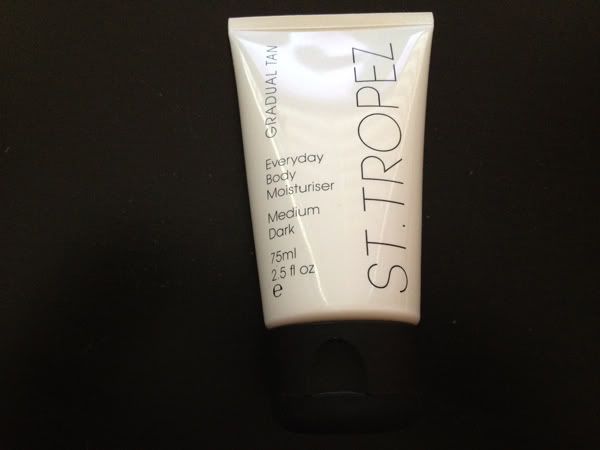 GRADUAL TAN
Everyday
Body
Moisturiser
Medium
Dark
75ml
2.5 fl oz
e
ST. TROPEZ